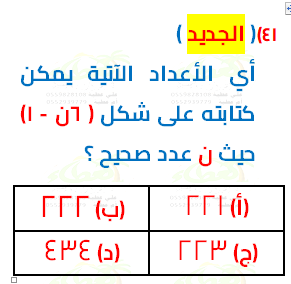 ٤١) ( الجديد )
أي الأعداد الآتية يمكن
كتابته على شكل ( ٦ن - ١ )
حيث ن عدد صحيح ؟
(أ) ٢٢١ (ب) ٢٢٢
(ج) ٢٢٣ (د) ٤٣٤